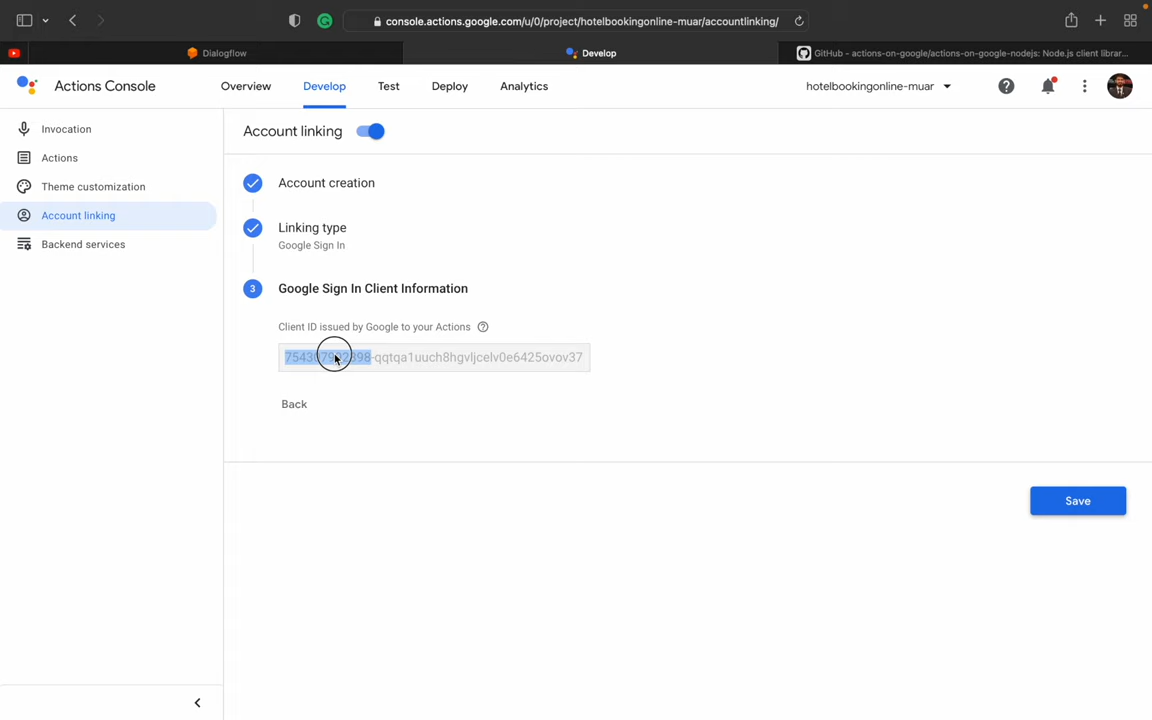 console.actions.google.com/u/0/project/hotelbookingonline-muar/accountlinking/
Dialogflow
Develop
GitHub - actions-on-google/actions-on-google-nodejs: Node.js client librar...
Actions Console
Overview
Develop
Test
Deploy
Analytics
hotelbookingonline-muar
Invocation
Actions
Theme customization
Account linking
Backend services
Account linking
Account creation
Linking type
Google Sign In
3
Google Sign In Client Information
Client ID issued by Google to your Actions
Back
Save